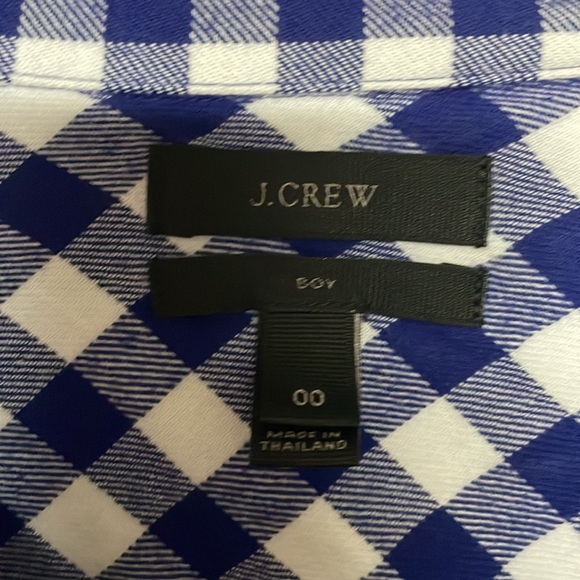 J.CREW
BOY
00
MADE IN
THAILAND